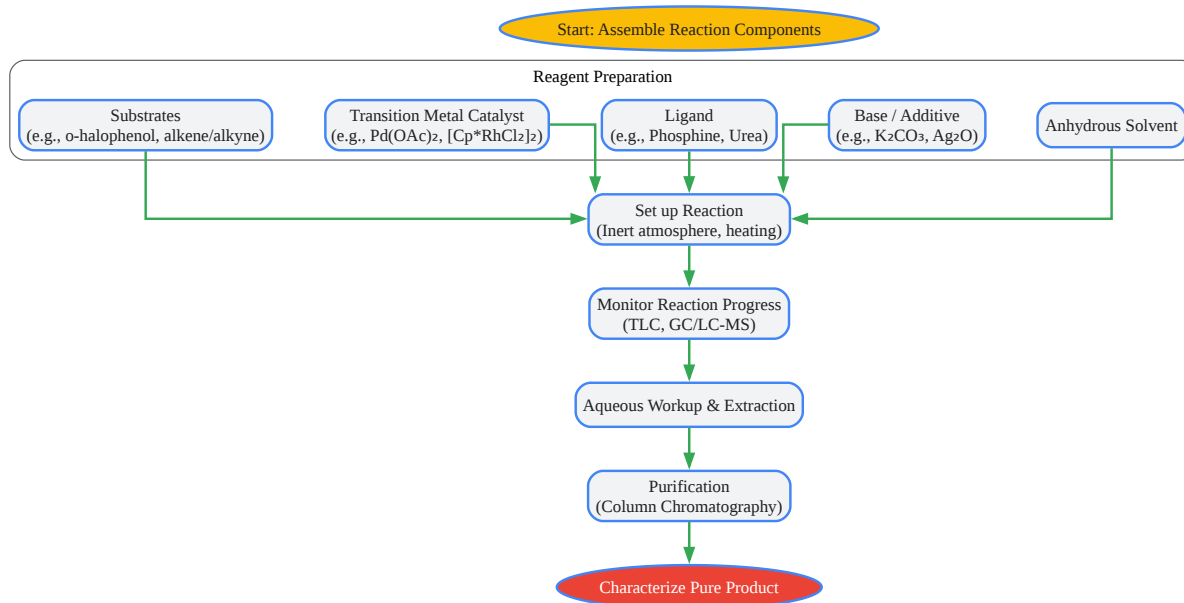 Start: Assemble Reaction Components
Reagent Preparation
Substrates
(e.g., o-halophenol, alkene/alkyne)
Transition Metal Catalyst
(e.g., Pd(OAc)₂, [Cp*RhCl₂]₂)
Ligand
(e.g., Phosphine, Urea)
Base / Additive
(e.g., K₂CO₃, Ag₂O)
Anhydrous Solvent
Set up Reaction
(Inert atmosphere, heating)
Monitor Reaction Progress
(TLC, GC/LC-MS)
Aqueous Workup & Extraction
Purification
(Column Chromatography)
Characterize Pure Product